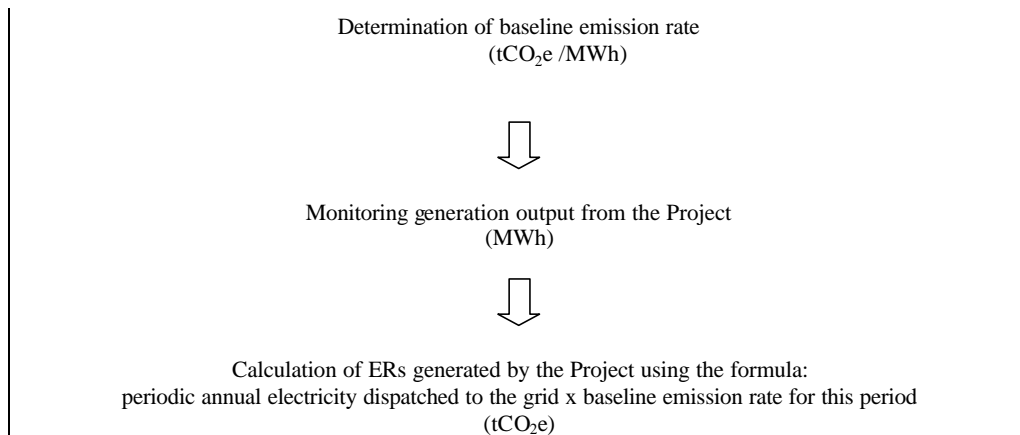 Determination of baseline emission rate
(tCO₂e /MWh)
Monitoring generation output from the Project
(MWh)
Calculation of ERs generated by the Project using the formula:
periodic annual electricity dispatched to the grid x baseline emission rate for this period
(tCO₂e)